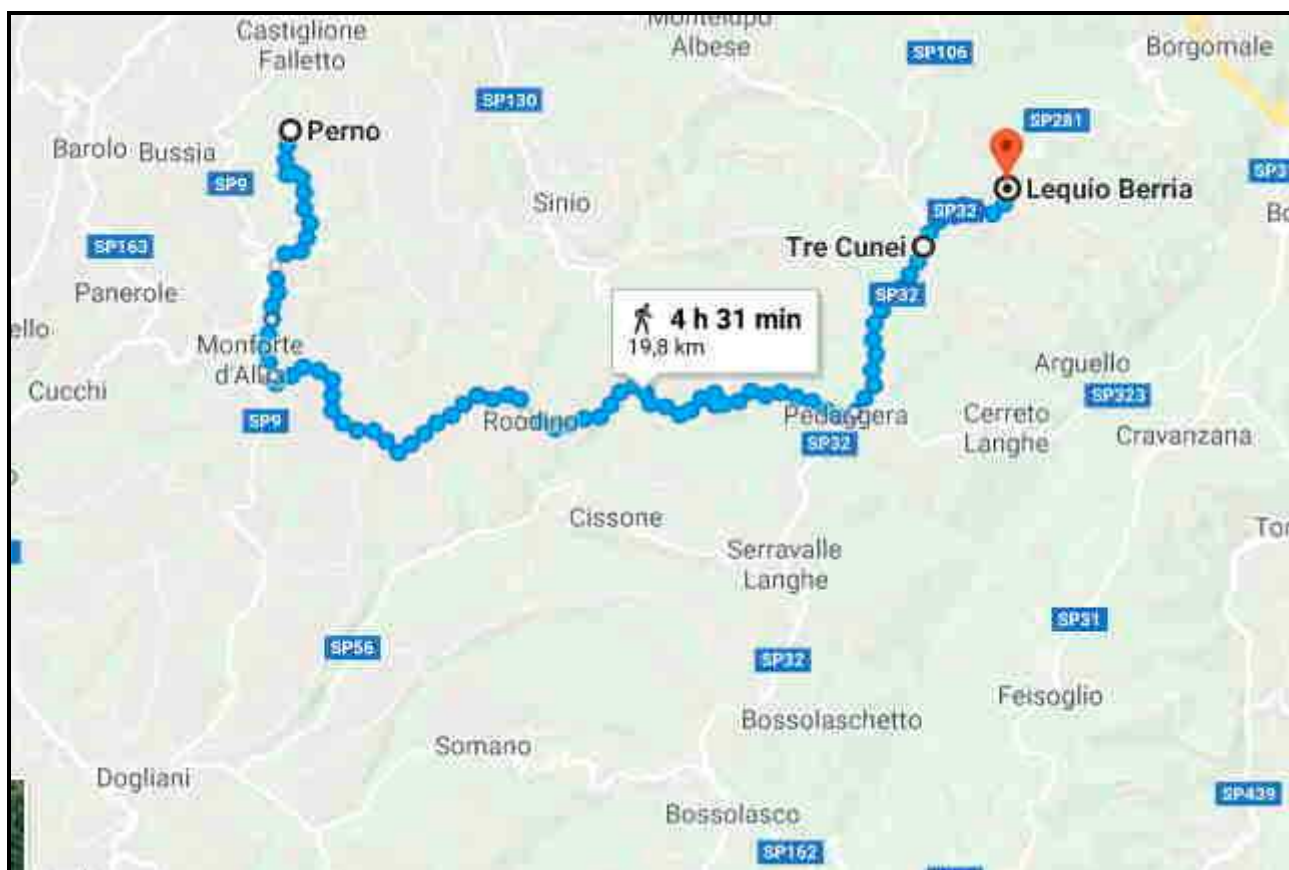 Castiglione
Falletto
Albese
SP106
Borgomale
SP130
SP281
Perno
Barolo
Bussia
SP9
Sinio
Lequio Berria
SP32
Tre Cunei
SP163
Panerole
SP32
4 h 31 min
19,8 km
Monforte
Cucchi
Arguello
SP323
SP9
Roddino
Pedaggera
SP32
Cerreto
Langhe
Cravanzana
Cissone
Serravalle
Langhe
SP31
SP56
SP32
Feisoglio
Bossolaschetto
Somano
Dogliani
SP439
Bossolasco
SP162